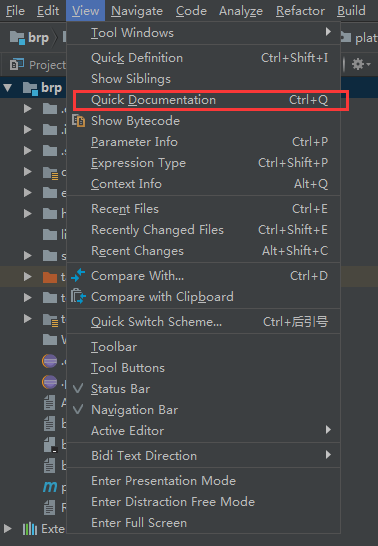 File Edit View Navigate Code Analyze Refactor Build
brp
Tool Windows
plat
Project
Quick Definition Ctrl+Shift+I
Show Siblings
brp
Quick Documentation Ctrl+Q
Show Bytecode
Parameter Info Ctrl+P
Expression Type Ctrl+Shift+P
Context Info Alt+Q
Recent Files Ctrl+E
Recently Changed Files Ctrl+Shift+E
Recent Changes Alt+Shift+C
Compare With... Ctrl+D
Compare with Clipboard
Quick Switch Scheme... Ctrl+后引号
Toolbar
Tool Buttons
Status Bar
Navigation Bar
Active Editor
Bidi Text Direction
Enter Presentation Mode
Enter Distraction Free Mode
Enter Full Screen
Exter